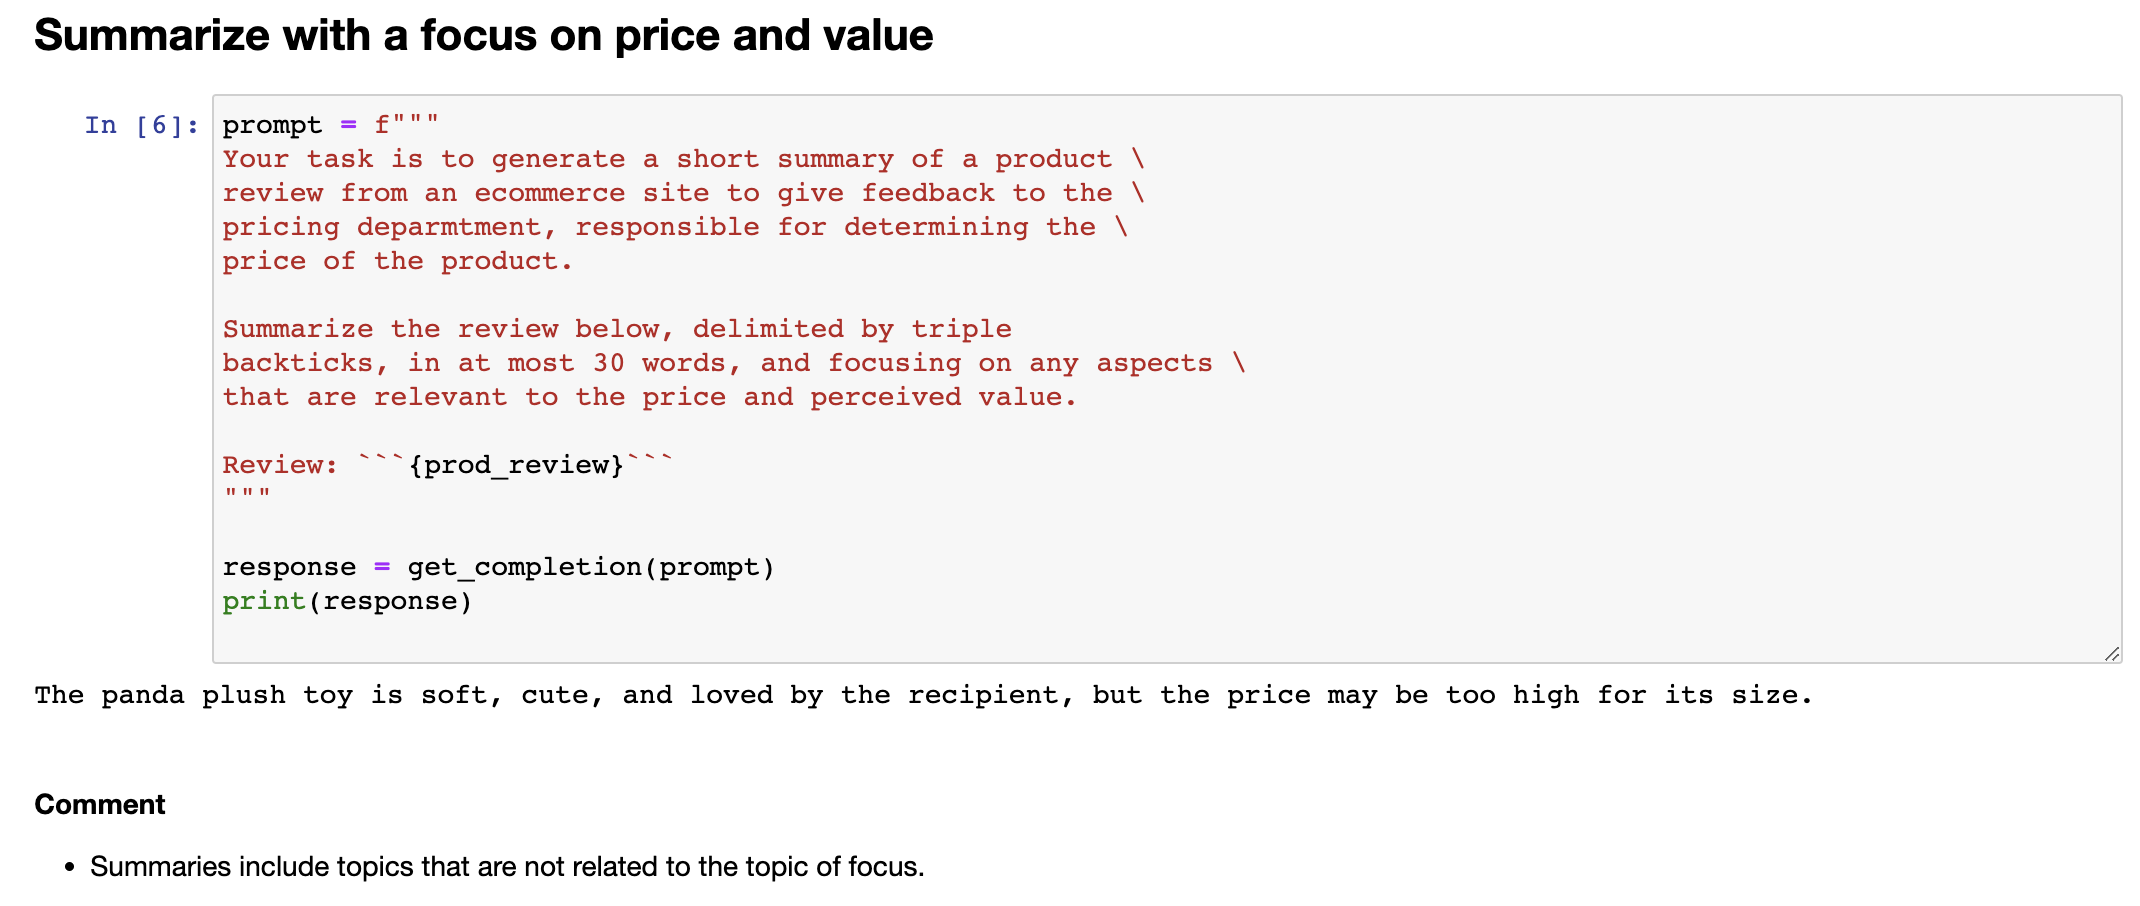 Summarize with a focus on price and value
In [6]: prompt = f"""
Your task is to generate a short summary of a product \
review from an ecommerce site to give feedback to the \
pricing deparmtment, responsible for determining the \
price of the product.
Summarize the review below, delimited by triple
backticks, in at most 30 words, and focusing on any aspects \
that are relevant to the price and perceived value.
Review: ```{prod_review}```
"""
response = get_completion(prompt)
print(response)
The panda plush toy is soft, cute, and loved by the recipient, but the price may be too high for its size.
Comment
• Summaries include topics that are not related to the topic of focus.